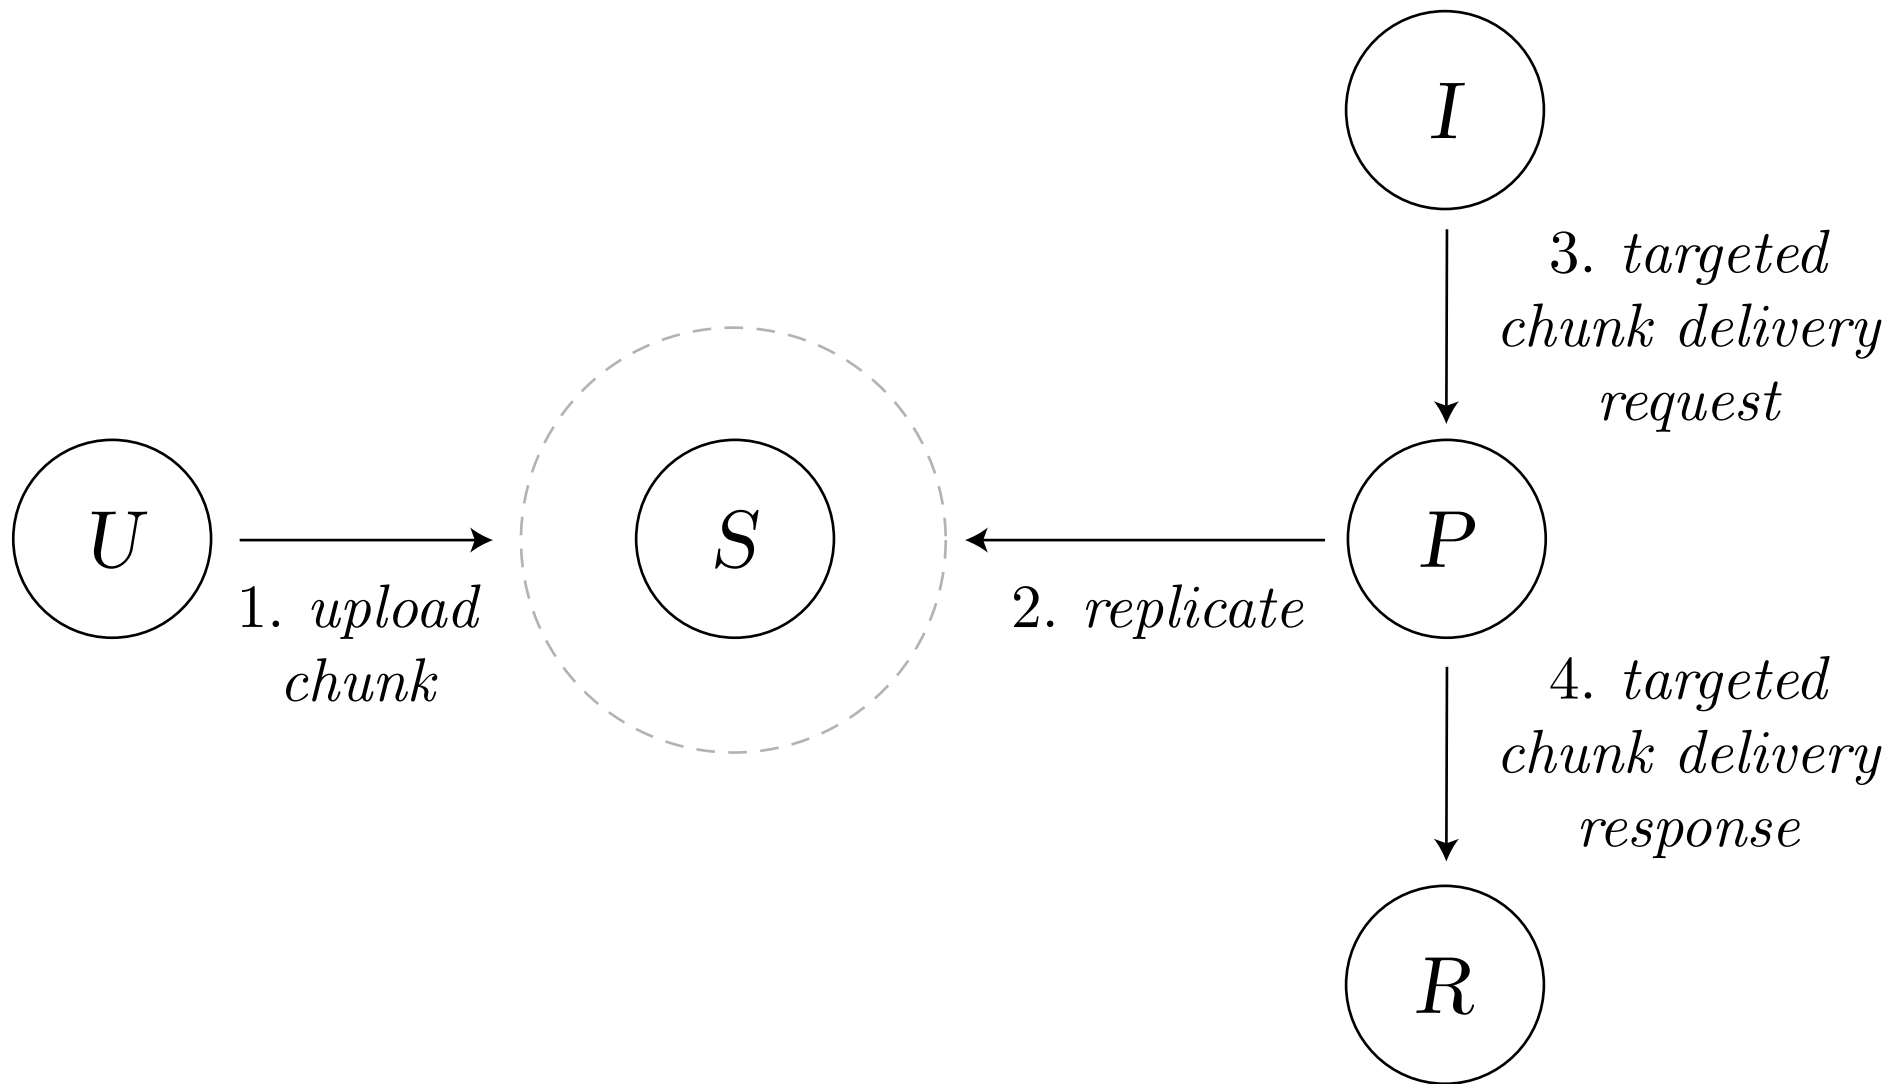 I
3. targeted
chunk delivery
request
U
S
P
1. upload
chunk
2. replicate
4. targeted
chunk delivery
response
R